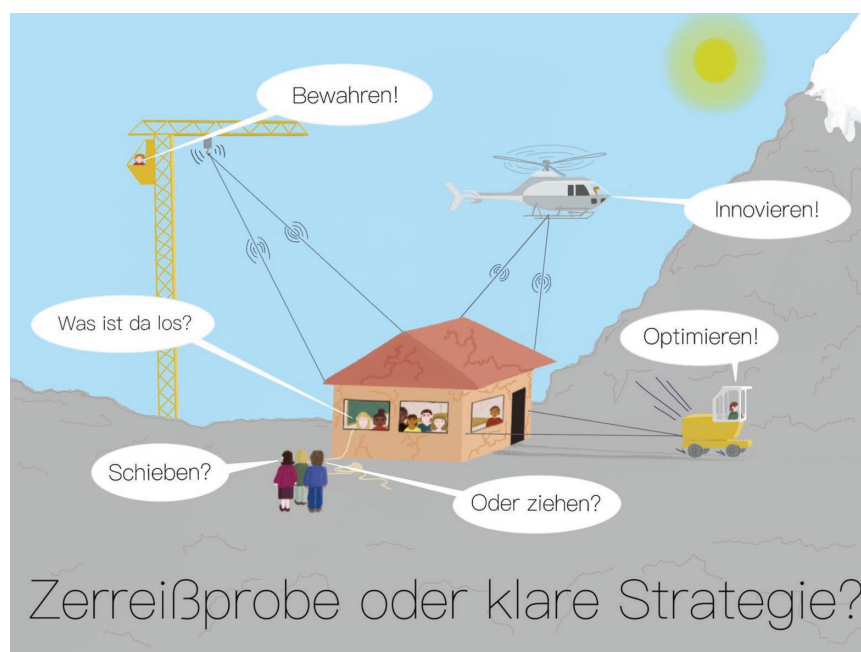 Bewahren!
Innovieren!
Was ist da los?
Optimieren!
Schieben?
Oder ziehen?
Zerreißprobe oder klare Strategie?